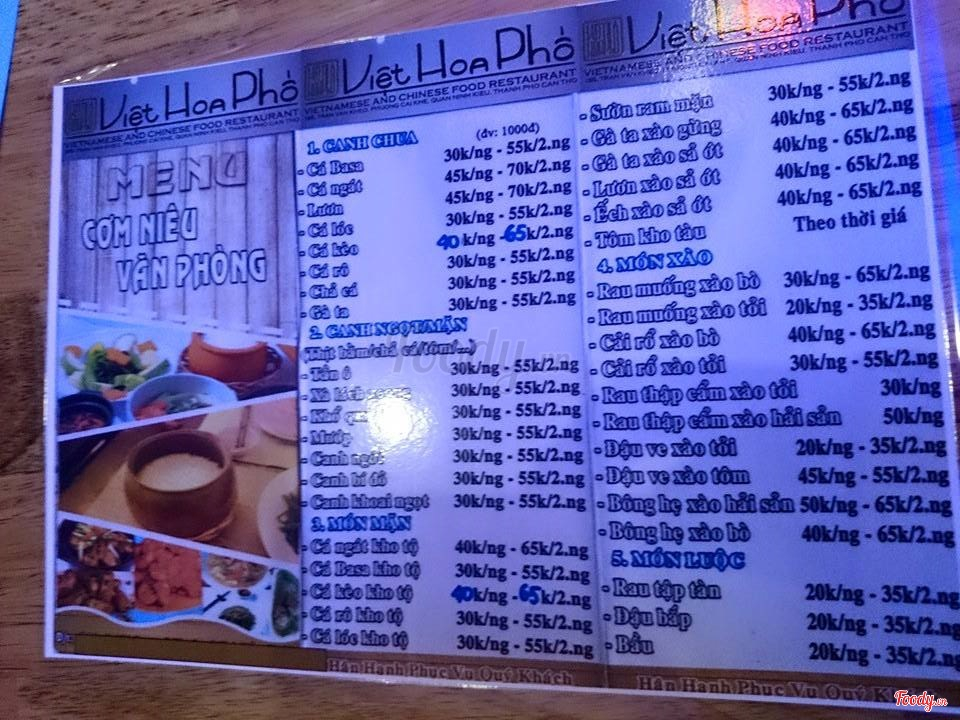 Việt Hoa Phố
VIETNAMESE AND CHINESE FOOD RESTAURANT
MENU
CƠM NIÊU
VĂN PHÒNG
Việt Hoa Phố
VIETNAMESE AND CHINESE FOOD RESTAURANT
(đv: 1000đ)
1. CANH CHUA
- Cá Basa 30k/ng - 55k/2.ng
- Cá ngát 45k/ng - 70k/2.ng
- Lươn 45k/ng - 70k/2.ng
- Cá lóc 30k/ng - 55k/2.ng
- Cá kèo 40k/ng - 65k/2.ng
- Cá rô 30k/ng - 55k/2.ng
- Chả cá 30k/ng - 55k/2.ng
- Gà ta 30k/ng - 55k/2.ng
2. CANH NGỌT/MẶN
(Thịt bằm/chả cá/tôm/...)
- Tần ô 30k/ng - 55k/2.ng
- Xà lách 30k/ng - 55k/2.ng
- Khổ qua 30k/ng - 55k/2.ng
- Mướp 30k/ng - 55k/2.ng
- Canh ngót 30k/ng - 55k/2.ng
- Canh bí đỏ 30k/ng - 55k/2.ng
- Canh khoai ngọt 30k/ng - 55k/2.ng
3. MÓN MẶN
- Cá ngát kho tộ 40k/ng - 65k/2.ng
- Cá Basa kho tộ 30k/ng - 55k/2.ng
- Cá kèo kho tộ 40k/ng - 65k/2.ng
- Cá rô kho tộ 30k/ng - 55k/2.ng
- Cá lóc kho tộ 30k/ng - 55k/2.ng
Hân Hạnh Phục Vụ Quý Khách
Việt Hoa Phố
VIETNAMESE AND CHINESE FOOD RESTAURANT
- Sườn ram mặn 30k/ng - 55k/2.ng
- Gà ta xào gừng 40k/ng - 65k/2.ng
- Gà ta xào sả ớt 40k/ng - 65k/2.ng
- Lươn xào sả ớt 40k/ng - 65k/2.ng
- Ếch xào sả ớt 40k/ng - 65k/2.ng
- Tôm kho tàu Theo thời giá
4. MÓN XÀO
- Rau muống xào bò 30k/ng - 65k/2.ng
- Rau muống xào tỏi 20k/ng - 35k/2.ng
- Cải rổ xào bò 40k/ng - 65k/2.ng
- Cải rổ xào tỏi 30k/ng - 55k/2.ng
- Rau thập cẩm xào tỏi 30k/ng
- Rau thập cẩm xào hải sản 50k/ng
- Đậu ve xào tỏi 20k/ng - 35k/2.ng
- Đậu ve xào tôm 45k/ng - 55k/2.ng
- Bông hẹ xào hải sản 50k/ng - 65k/2.ng
- Bông hẹ xào bò 40k/ng - 65k/2.ng
5. MÓN LUỘC
- Rau tập tàn 20k/ng - 35k/2.ng
- Đậu bắp 20k/ng - 35k/2.ng
- Bầu 20k/ng - 35k/2.ng
Hân Hạnh Phục Vụ Quý
foody.vn
Foody.vn